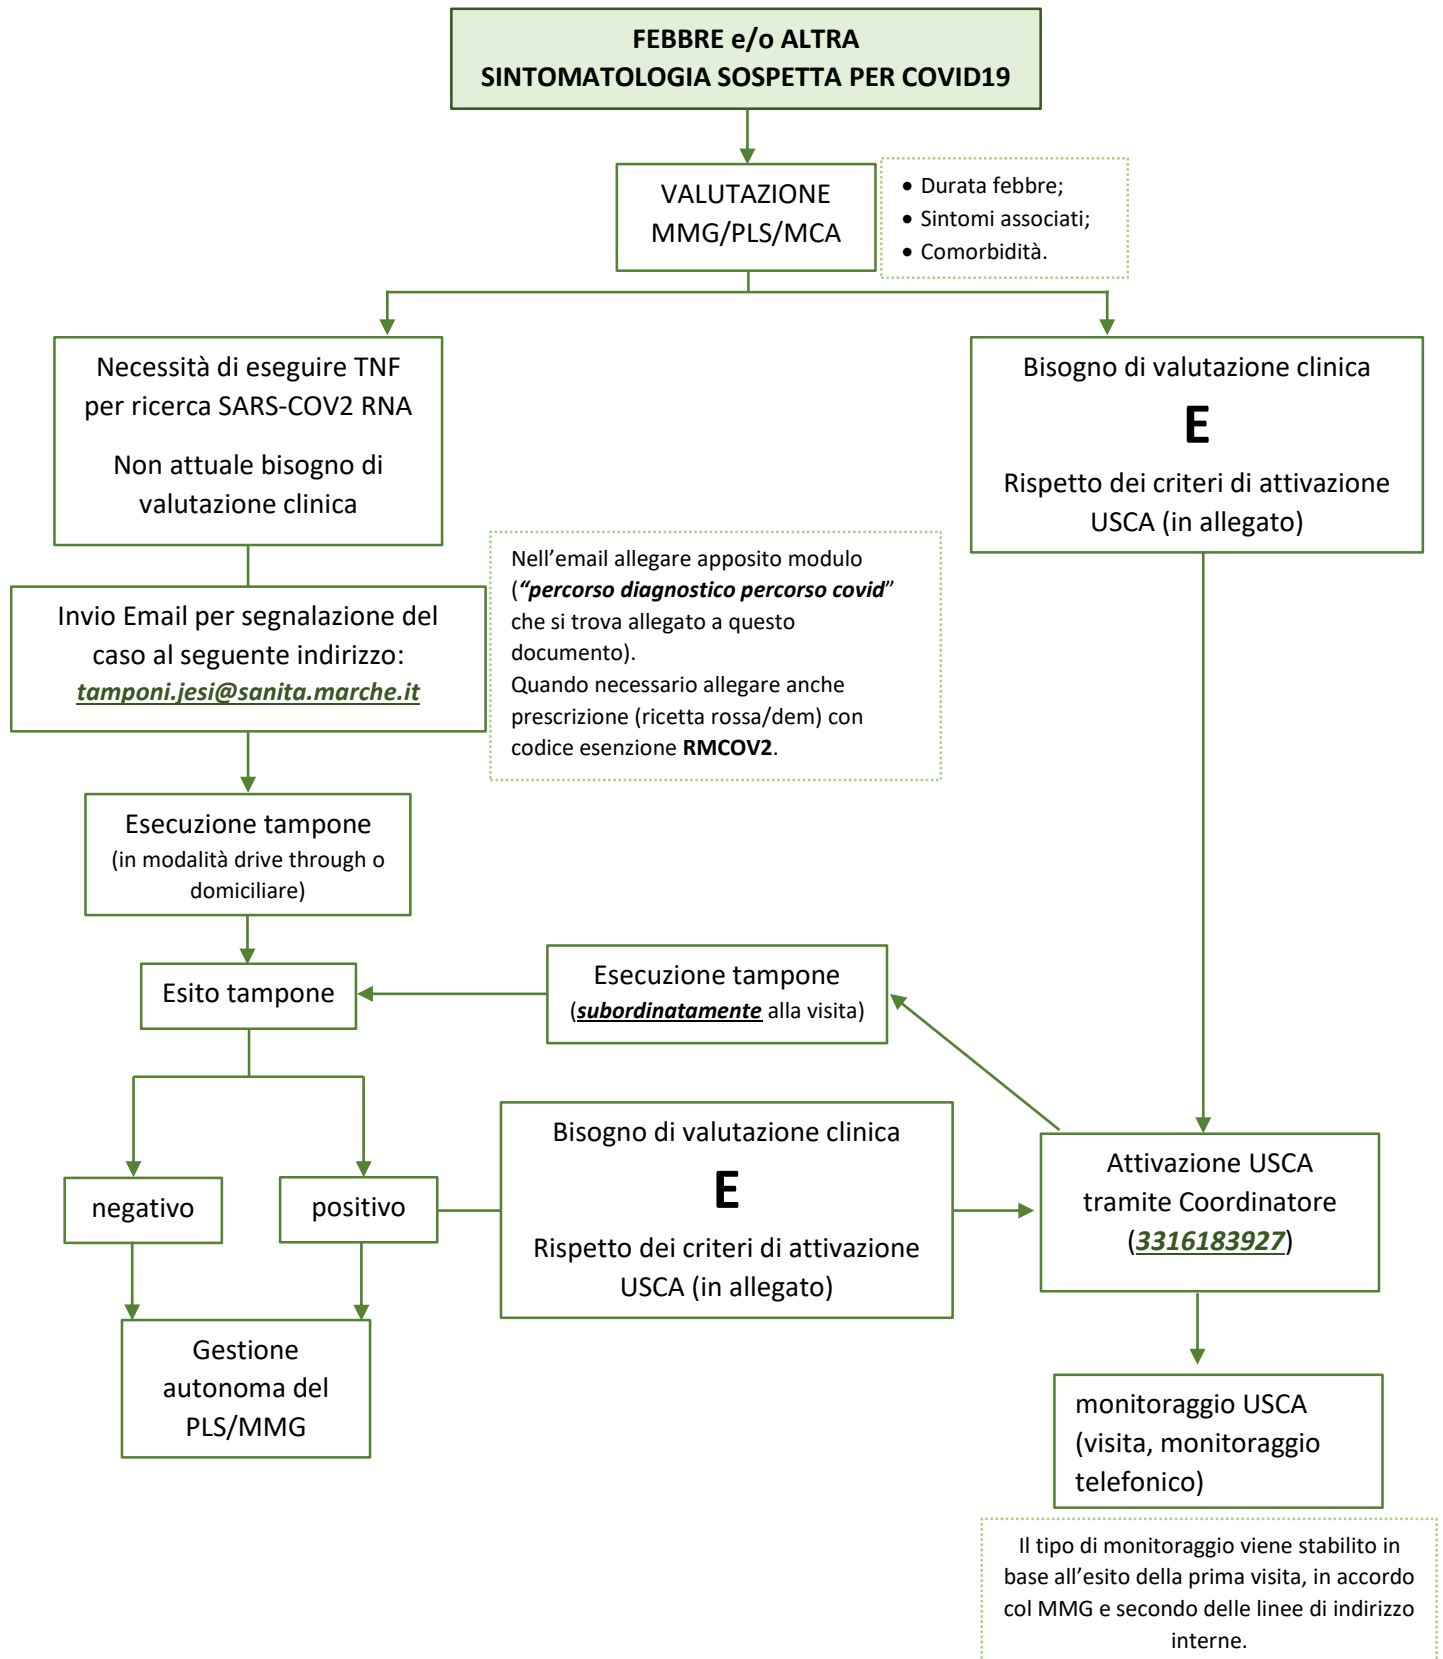 FEBBRE e/o ALTRA
SINTOMATOLOGIA SOSPETTA PER COVID19
VALUTAZIONE
MMG/PLS/MCA
• Durata febbre;
• Sintomi associati;
• Comorbidità.
Necessità di eseguire TNF
per ricerca SARS-COV2 RNA
Non attuale bisogno di
valutazione clinica
Bisogno di valutazione clinica
E
Rispetto dei criteri di attivazione
USCA (in allegato)
Invio Email per segnalazione del
caso al seguente indirizzo:
tamponi.jesi@sanita.marche.it
Nell’email allegare apposito modulo
(“percorso diagnostico percorso covid”
che si trova allegato a questo
documento).
Quando necessario allegare anche
prescrizione (ricetta rossa/dem) con
codice esenzione RMCOV2.
Esecuzione tampone
(in modalità drive through o
domiciliare)
Esito tampone
Esecuzione tampone
(subordinatamente alla visita)
negativo
positivo
Bisogno di valutazione clinica
E
Rispetto dei criteri di attivazione
USCA (in allegato)
Attivazione USCA
tramite Coordinatore
(3316183927)
Gestione
autonoma del
PLS/MMG
monitoraggio USCA
(visita, monitoraggio
telefonico)
Il tipo di monitoraggio viene stabilito in
base all’esito della prima visita, in accordo
col MMG e secondo delle linee di indirizzo
interne.